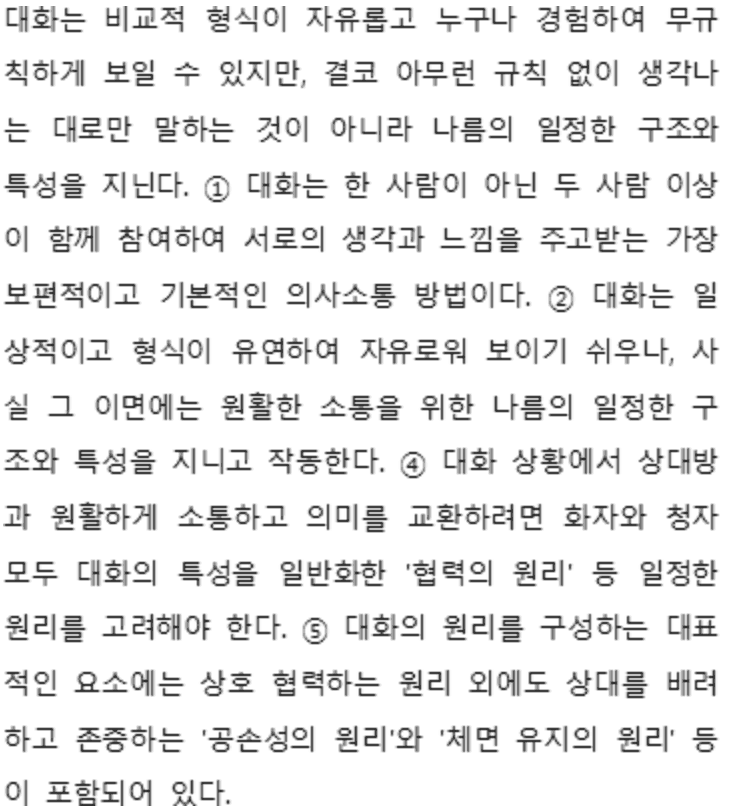 대화는 비교적 형식이 자유롭고 누구나 경험하여 무규
칙하게 보일 수 있지만, 결코 아무런 규칙 없이 생각나
는 대로만 말하는 것이 아니라 나름의 일정한 구조와
특성을 지닌다. ① 대화는 한 사람이 아닌 두 사람 이상
이 함께 참여하여 서로의 생각과 느낌을 주고받는 가장
보편적이고 기본적인 의사소통 방법이다. ② 대화는 일
상적이고 형식이 유연하여 자유로워 보이기 쉬우나, 사
실 그 이면에는 원활한 소통을 위한 나름의 일정한 구
조와 특성을 지니고 작동한다. ④ 대화 상황에서 상대방
과 원활하게 소통하고 의미를 교환하려면 화자와 청자
모두 대화의 특성을 일반화한 '협력의 원리' 등 일정한
원리를 고려해야 한다. ⑤ 대화의 원리를 구성하는 대표
적인 요소에는 상호 협력하는 원리 외에도 상대를 배려
하고 존중하는 '공손성의 원리'와 '체면 유지의 원리' 등
이 포함되어 있다.